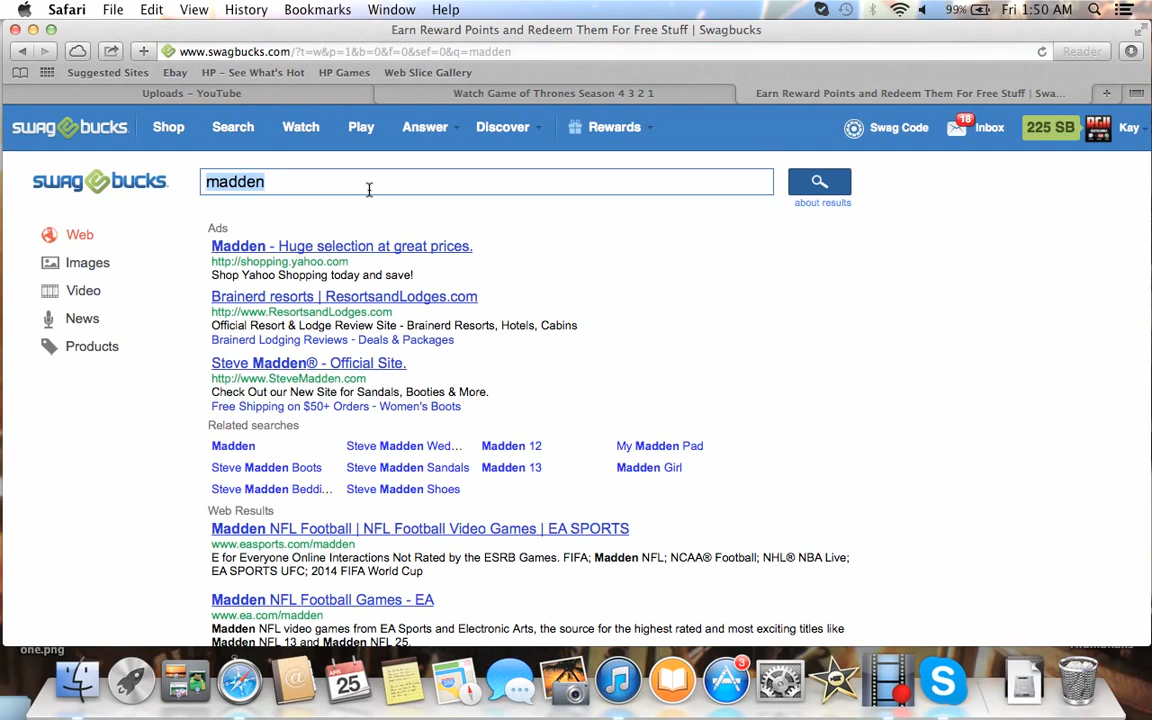 Safari File Edit View History Bookmarks Window Help 99% Fri 1:50 AM
Earn Reward Points and Redeem Them For Free Stuff | Swagbucks
www.swagbucks.com/?t=w&p=1&b=0&f=0&sef=0&q=madden Reader
Suggested Sites Ebay HP - See What's Hot HP Games Web Slice Gallery
Uploads - YouTube Watch Game of Thrones Season 4 3 2 1 Earn Reward Points and Redeem Them For Free Stuff | Swa...
swagbucks Shop Search Watch Play Answer Discover Rewards Swag Code 18 Inbox 225 SB Kay
swagbucks madden
about results
Web
Images
Video
News
Products
Ads
Madden - Huge selection at great prices.
http://shopping.yahoo.com
Shop Yahoo Shopping today and save!
Brainerd resorts | ResortsandLodges.com
http://www.ResortsandLodges.com
Official Resort & Lodge Review Site - Brainerd Resorts, Hotels, Cabins
Brainerd Lodging Reviews - Deals & Packages
Steve Madden® - Official Site.
http://www.SteveMadden.com
Check Out our New Site for Sandals, Booties & More.
Free Shipping on $50+ Orders - Women's Boots
Related searches
Madden Steve Madden Wed... Madden 12 My Madden Pad
Steve Madden Boots Steve Madden Sandals Madden 13 Madden Girl
Steve Madden Beddi... Steve Madden Shoes
Web Results
Madden NFL Football | NFL Football Video Games | EA SPORTS
www.easports.com/madden
E for Everyone Online Interactions Not Rated by the ESRB Games. FIFA; Madden NFL; NCAA® Football; NHL® NBA Live;
EA SPORTS UFC; 2014 FIFA World Cup
Madden NFL Football Games - EA
www.ea.com/madden
Madden NFL video games from EA Sports and Electronic Arts, the source for the highest rated and most exciting titles like
Madden NFL 13 and Madden NFL 25.
one.png
APR 25
3